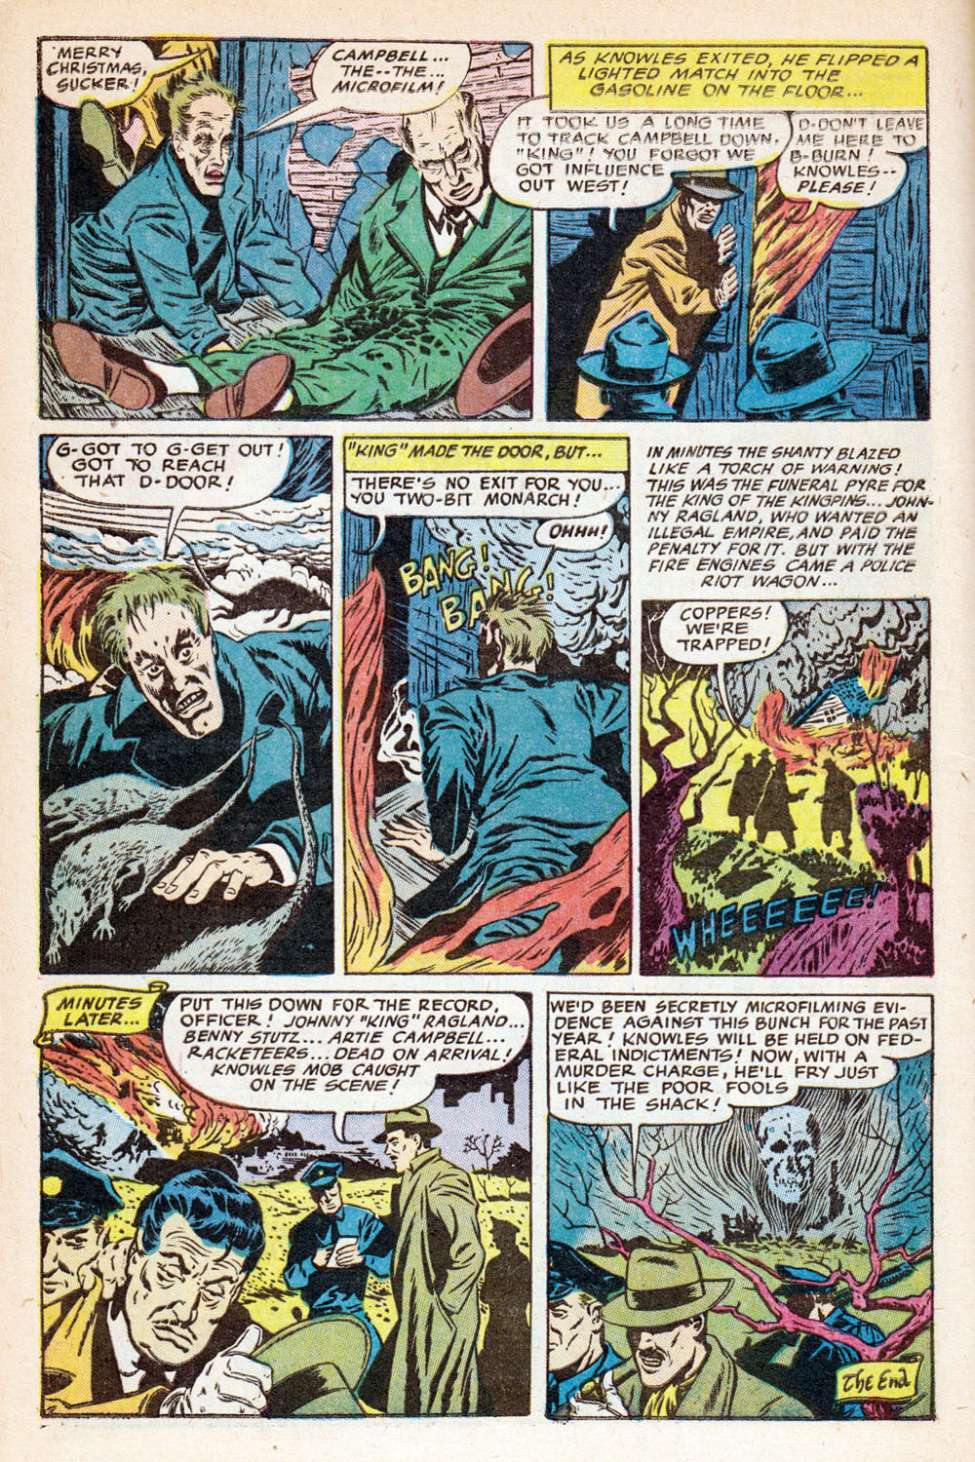 MERRY
CHRISTMAS,
SUCKER!
CAMPBELL...
THE--THE...
MICROFILM!
AS KNOWLES EXITED, HE FLIPPED A
LIGHTED MATCH INTO THE
GASOLINE ON THE FLOOR...
IT TOOK US A LONG TIME
TO TRACK CAMPBELL DOWN,
"KING"! YOU FORGOT WE
GOT INFLUENCE
OUT WEST!
D-DON'T LEAVE
ME HERE TO
B-BURN!
KNOWLES--
PLEASE!
G-GOT TO G-GET OUT!
GOT TO REACH
THAT D-DOOR!
"KING" MADE THE DOOR, BUT...
THERE'S NO EXIT FOR YOU...
YOU TWO-BIT MONARCH!
OHHH!
BANG!
BANG!
IN MINUTES THE SHANTY BLAZED
LIKE A TORCH OF WARNING!
THIS WAS THE FUNERAL PYRE FOR
THE KING OF THE KINGPINS... JOHN-
NY RAGLAND, WHO WANTED AN
ILLEGAL EMPIRE, AND PAID THE
PENALTY FOR IT. BUT WITH THE
FIRE ENGINES CAME A POLICE
RIOT WAGON...
COPPERS!
WE'RE
TRAPPED!
WHEEEEEE!
MINUTES
LATER...
PUT THIS DOWN FOR THE RECORD,
OFFICER! JOHNNY "KING" RAGLAND...
BENNY STUTZ... ARTIE CAMPBELL...
RACKETEERS... DEAD ON ARRIVAL!
KNOWLES MOB CAUGHT
ON THE SCENE!
WE'D BEEN SECRETLY MICROFILMING EVI-
DENCE AGAINST THIS BUNCH FOR THE PAST
YEAR! KNOWLES WILL BE HELD ON FED-
ERAL INDICTMENTS! NOW, WITH A
MURDER CHARGE, HE'LL FRY JUST
LIKE THE POOR FOOLS
IN THE SHACK!
The End